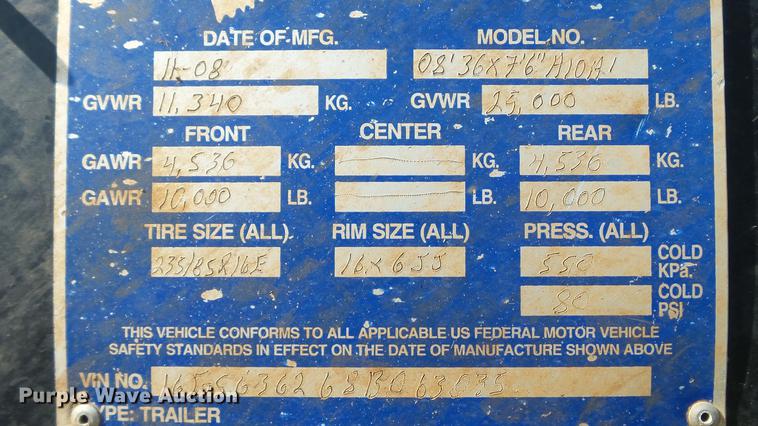 DATE OF MFG. MODEL NO.
11-08 08' 36X7'6" A10A1
GVWR 11,340 KG. GVWR 25,000 LB.
FRONT CENTER REAR
GAWR 4,536 KG. KG. 4,536 KG.
GAWR 10,000 LB. LB. 10,000 LB.
TIRE SIZE (ALL) RIM SIZE (ALL) PRESS. (ALL)
235/85R16E 16X6JJ 550 COLD KPa.
80 COLD PSI
THIS VEHICLE CONFORMS TO ALL APPLICABLE US FEDERAL MOTOR VEHICLE
SAFETY STANDARDS IN EFFECT ON THE DATE OF MANUFACTURE SHOWN ABOVE
VIN NO.
Purple Wave Auction
TYPE: TRAILER